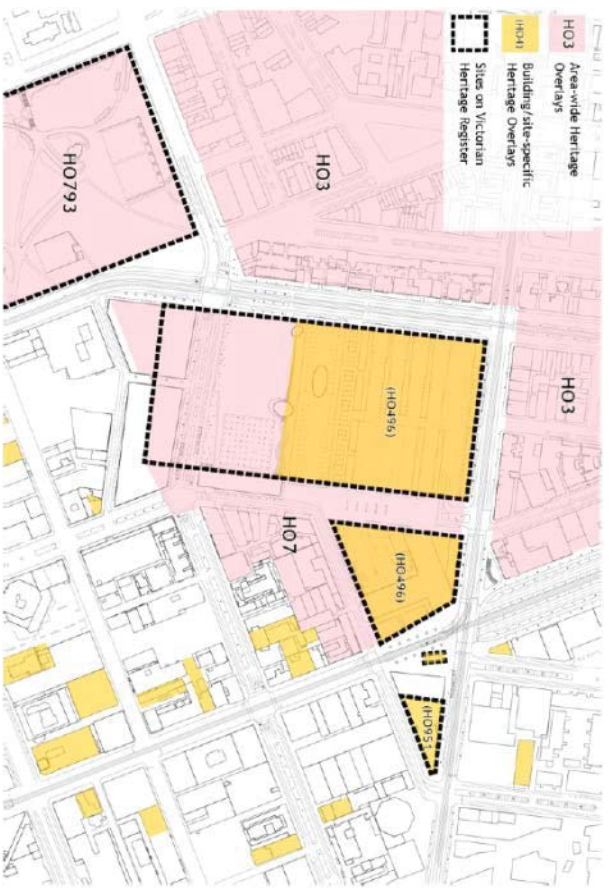 HO3
Area-wide Heritage
Overlays
(HO4)
Building/site-specific
Heritage Overlays
Sites on Victorian
Heritage Register
HO3
HO3
HO793
(HO496)
HO7
(HO496)
(HO951